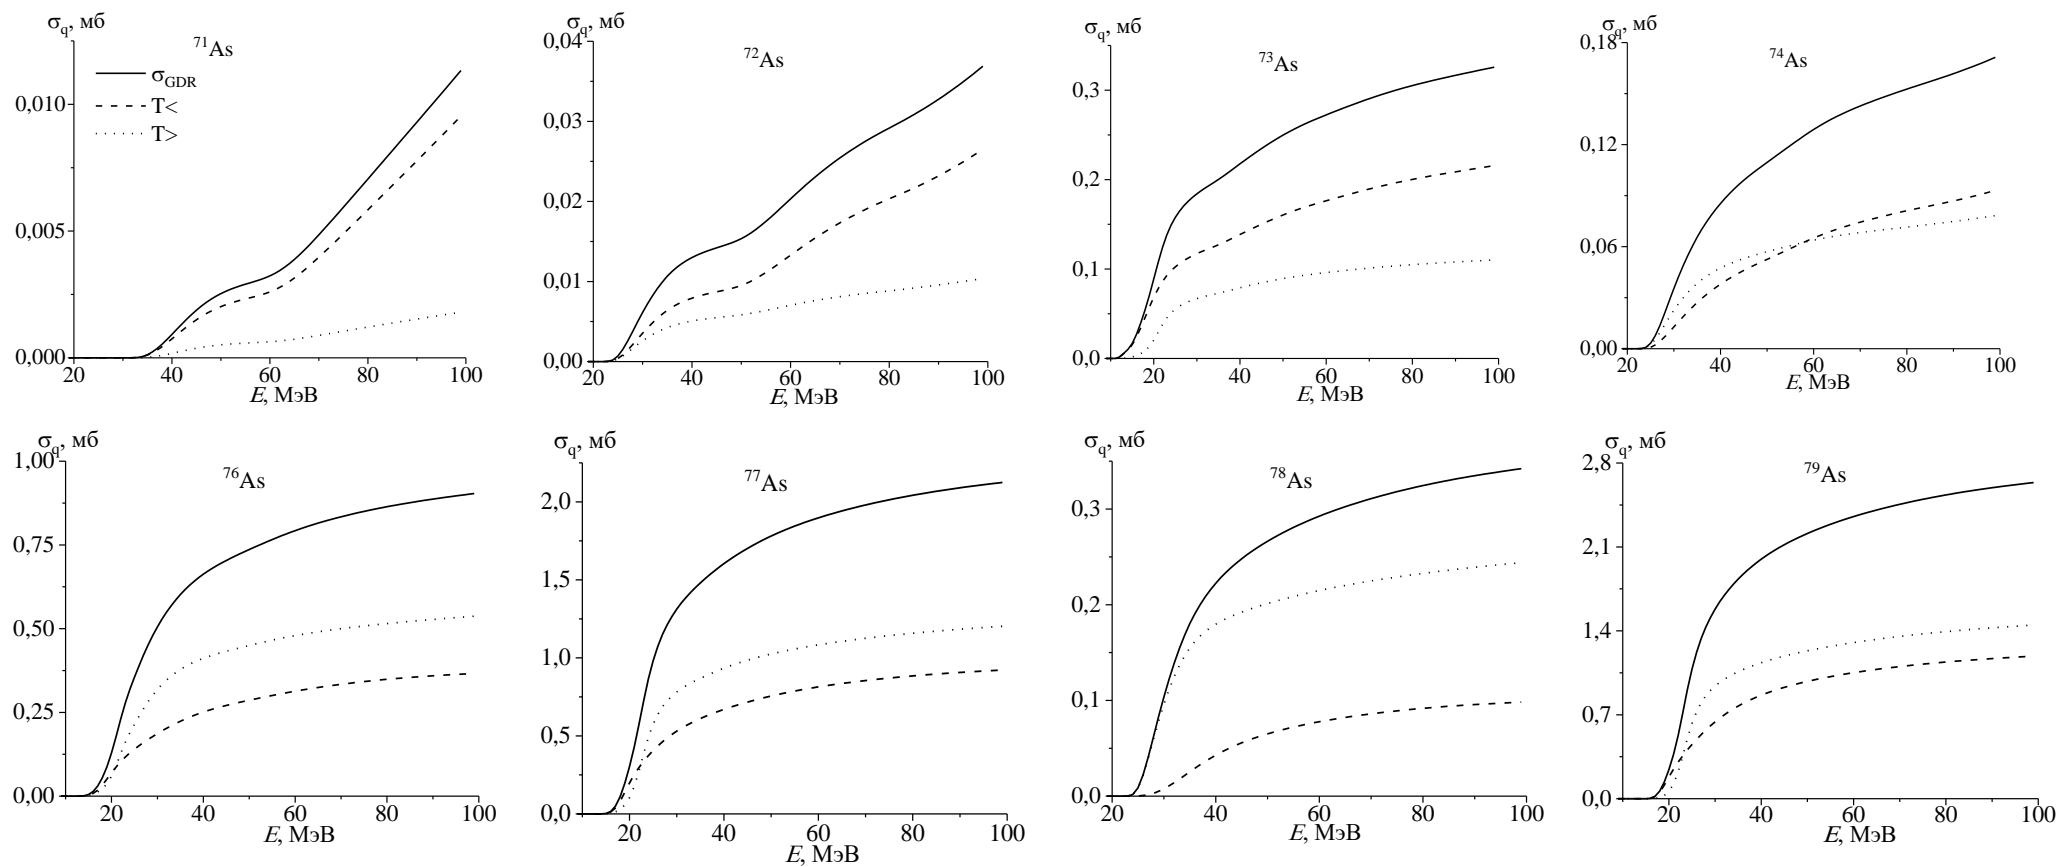 σq, мб
71As
σGDR
T<
T>
0,010
0,005
0,000
20 40 60 80 100
E, МэВ
σq, мб
72As
0,04
0,03
0,02
0,01
0,00
20 40 60 80 100
E, МэВ
σq, мб
73As
0,3
0,2
0,1
0,0
20 40 60 80 100
E, МэВ
σq, мб
74As
0,18
0,12
0,06
0,00
20 40 60 80 100
E, МэВ
σq, мб
76As
1,00
0,75
0,50
0,25
0,00
20 40 60 80 100
E, МэВ
σq, мб
77As
2,0
1,5
1,0
0,5
0,0
20 40 60 80 100
E, МэВ
σq, мб
78As
0,3
0,2
0,1
0,0
20 40 60 80 100
E, МэВ
σq, мб
79As
2,8
2,1
1,4
0,7
0,0
20 40 60 80 100
E, МэВ